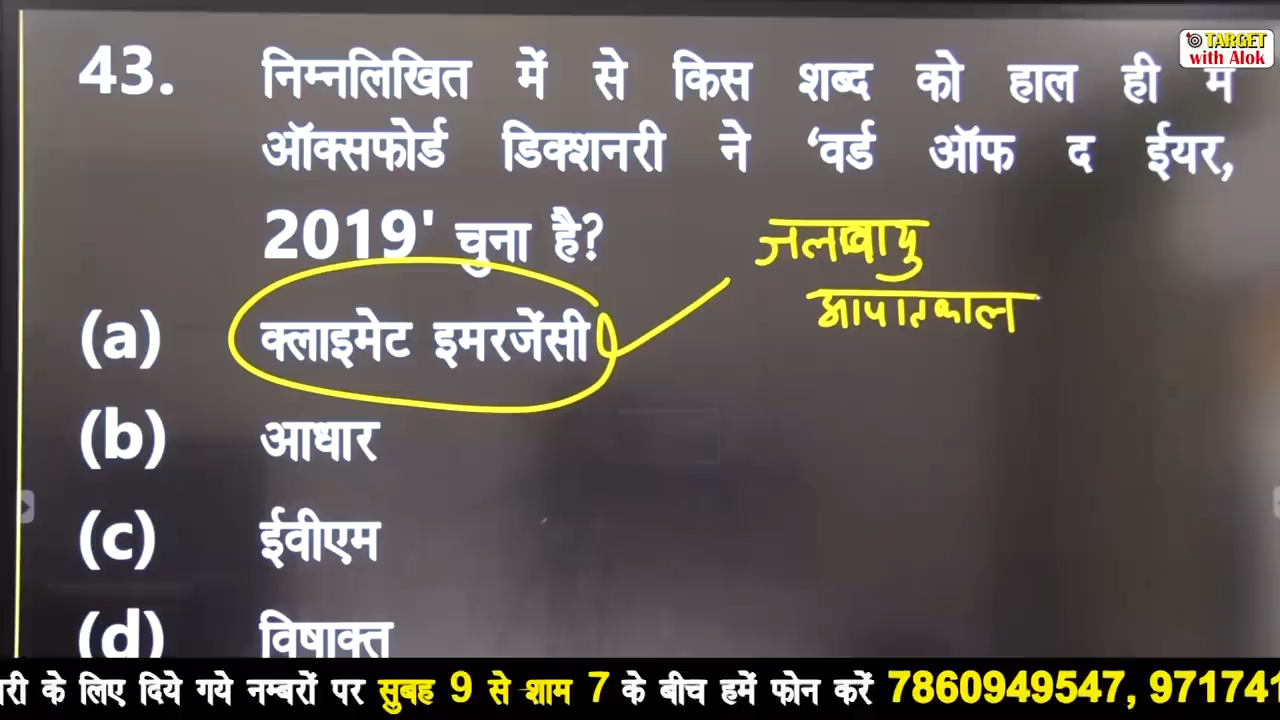 TARGET
with Alok
43. निम्नलिखित में से किस शब्द को हाल ही म
ऑक्सफोर्ड डिक्शनरी ने ‘वर्ड ऑफ द ईयर,
2019' चुना है?
जलवायु
आपातकाल
(a) क्लाइमेट इमरजेंसी
(b) आधार
(c) ईवीएम
(d) विषाक्त
री के लिए दिये गये नम्बरों पर सुबह 9 से शाम 7 के बीच हमें फोन करें 7860949547, 971741